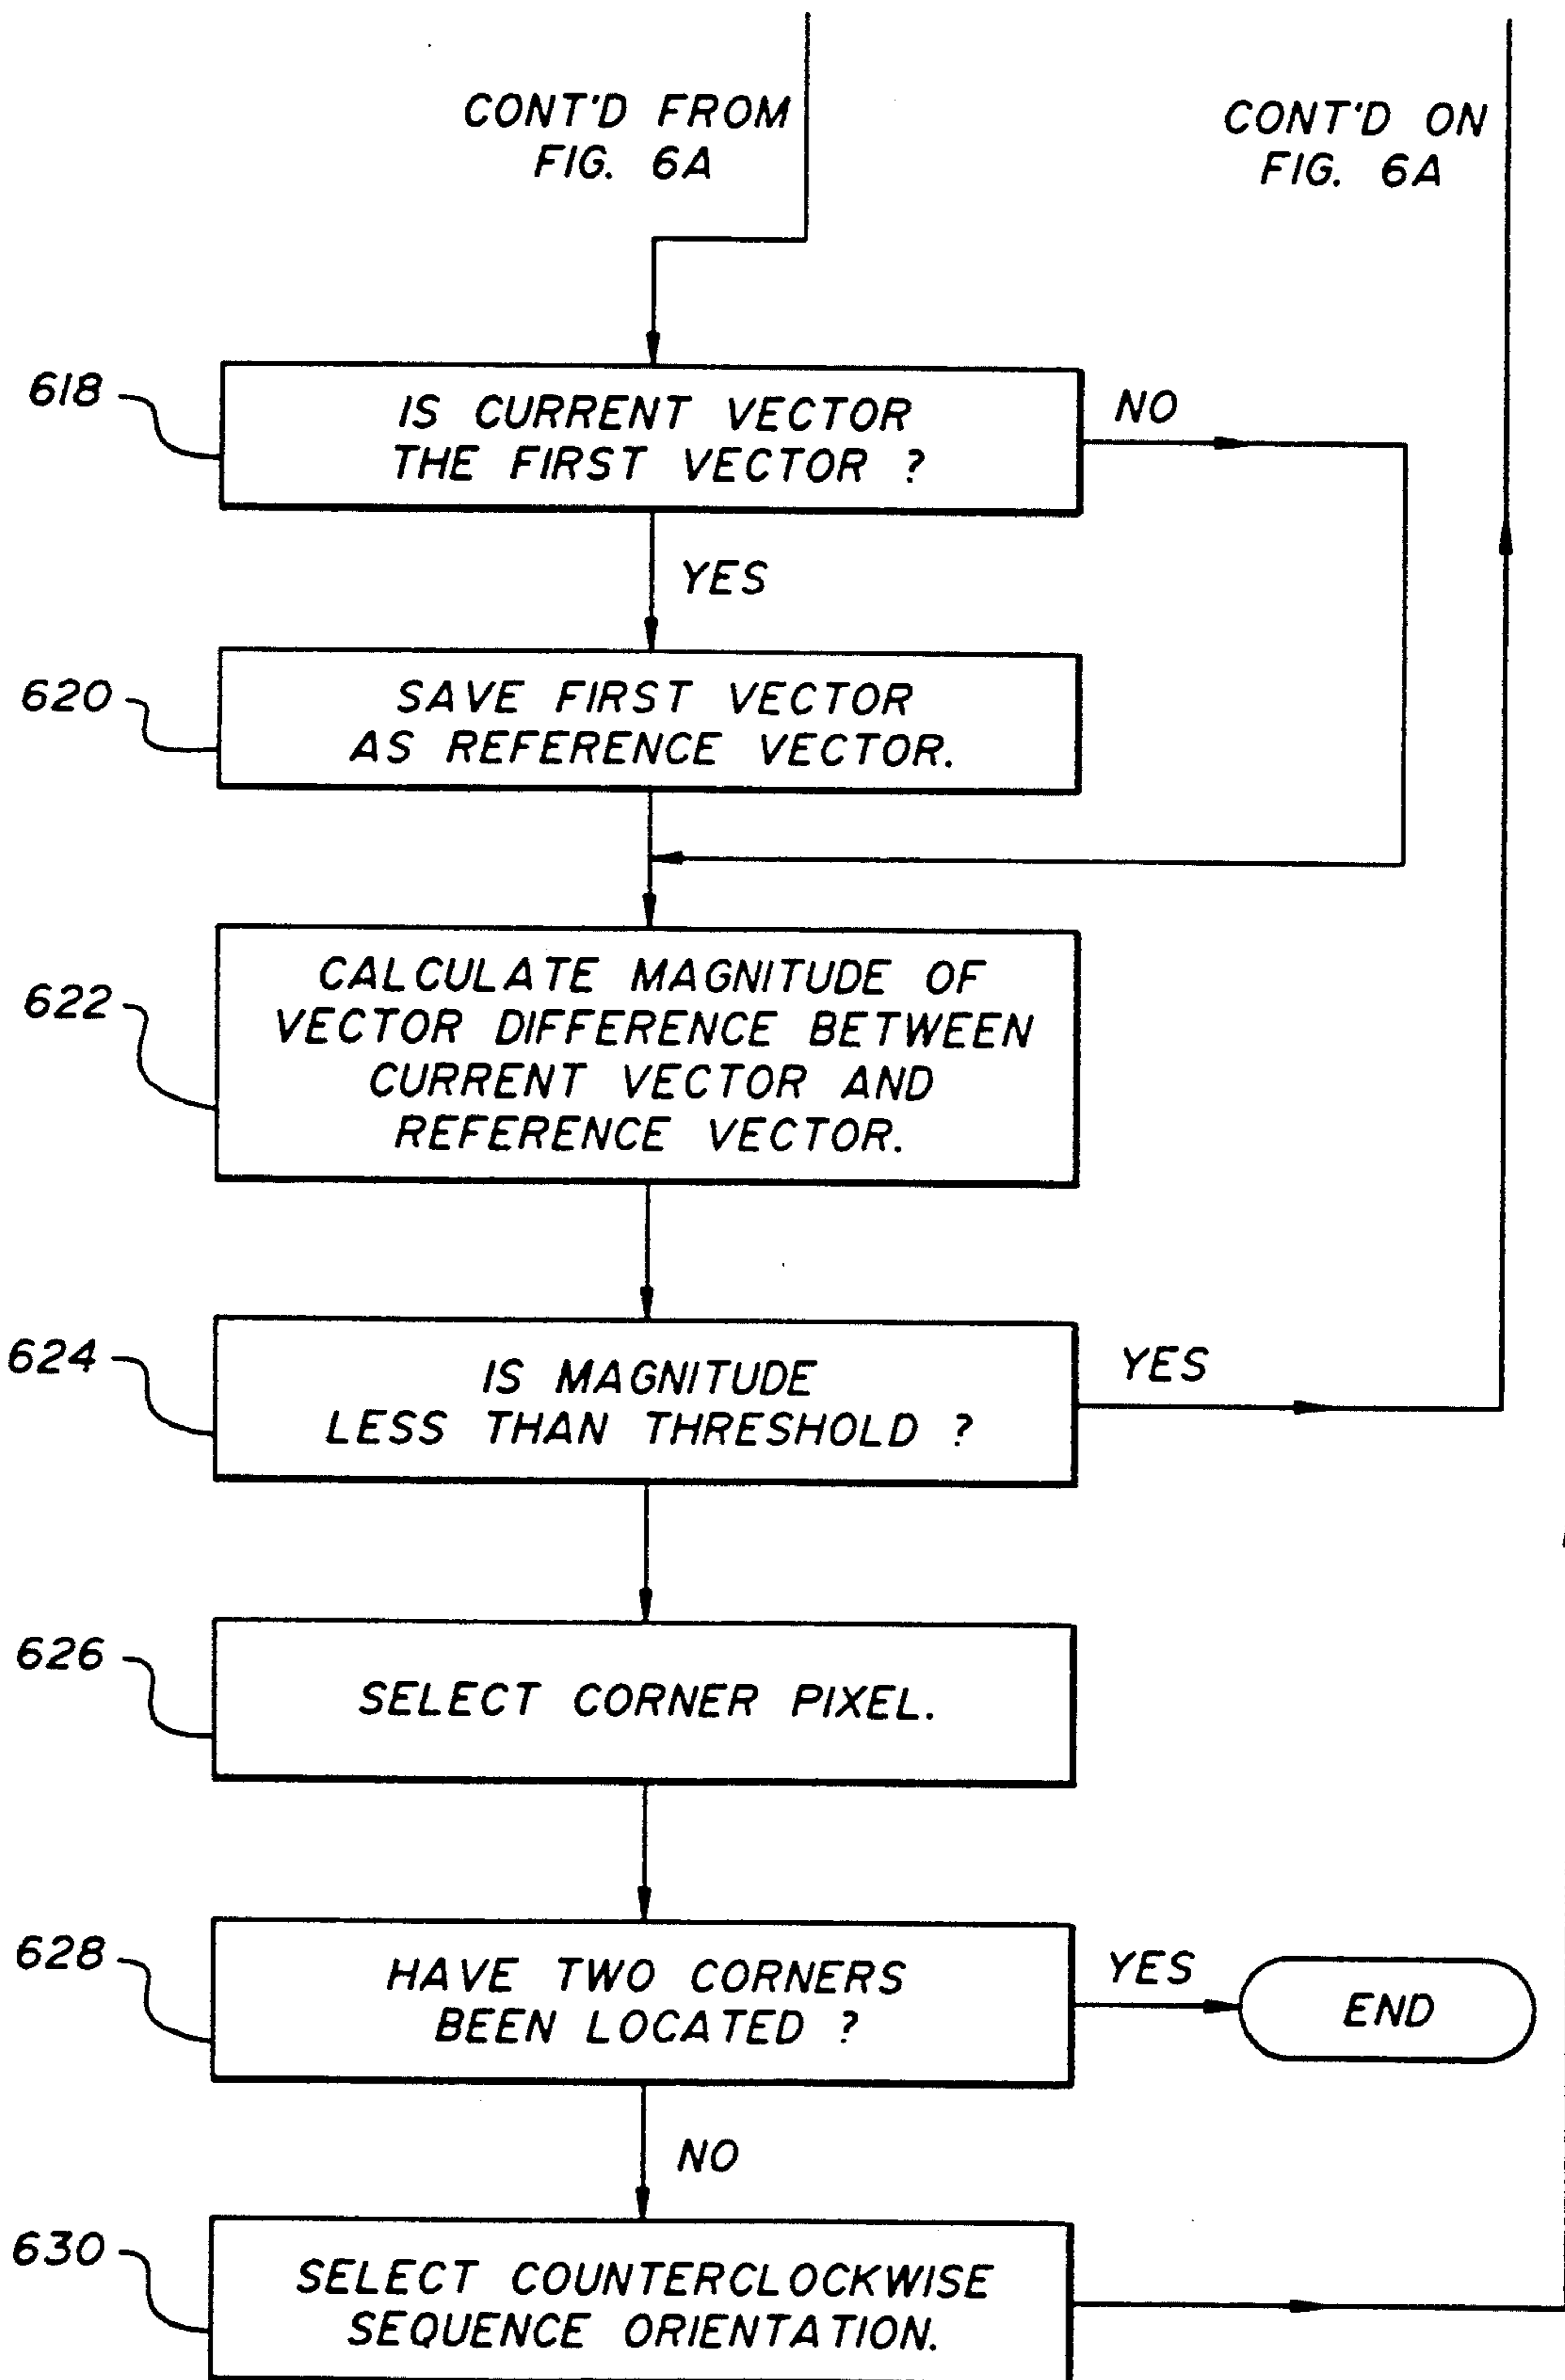 CONT'D FROM
FIG. 6A
CONT'D ON
FIG. 6A
618
IS CURRENT VECTOR
THE FIRST VECTOR ?
NO
YES
620
SAVE FIRST VECTOR
AS REFERENCE VECTOR.
622
CALCULATE MAGNITUDE OF
VECTOR DIFFERENCE BETWEEN
CURRENT VECTOR AND
REFERENCE VECTOR.
624
IS MAGNITUDE
LESS THAN THRESHOLD ?
YES
626
SELECT CORNER PIXEL.
628
HAVE TWO CORNERS
BEEN LOCATED ?
YES
END
NO
630
SELECT COUNTERCLOCKWISE
SEQUENCE ORIENTATION.